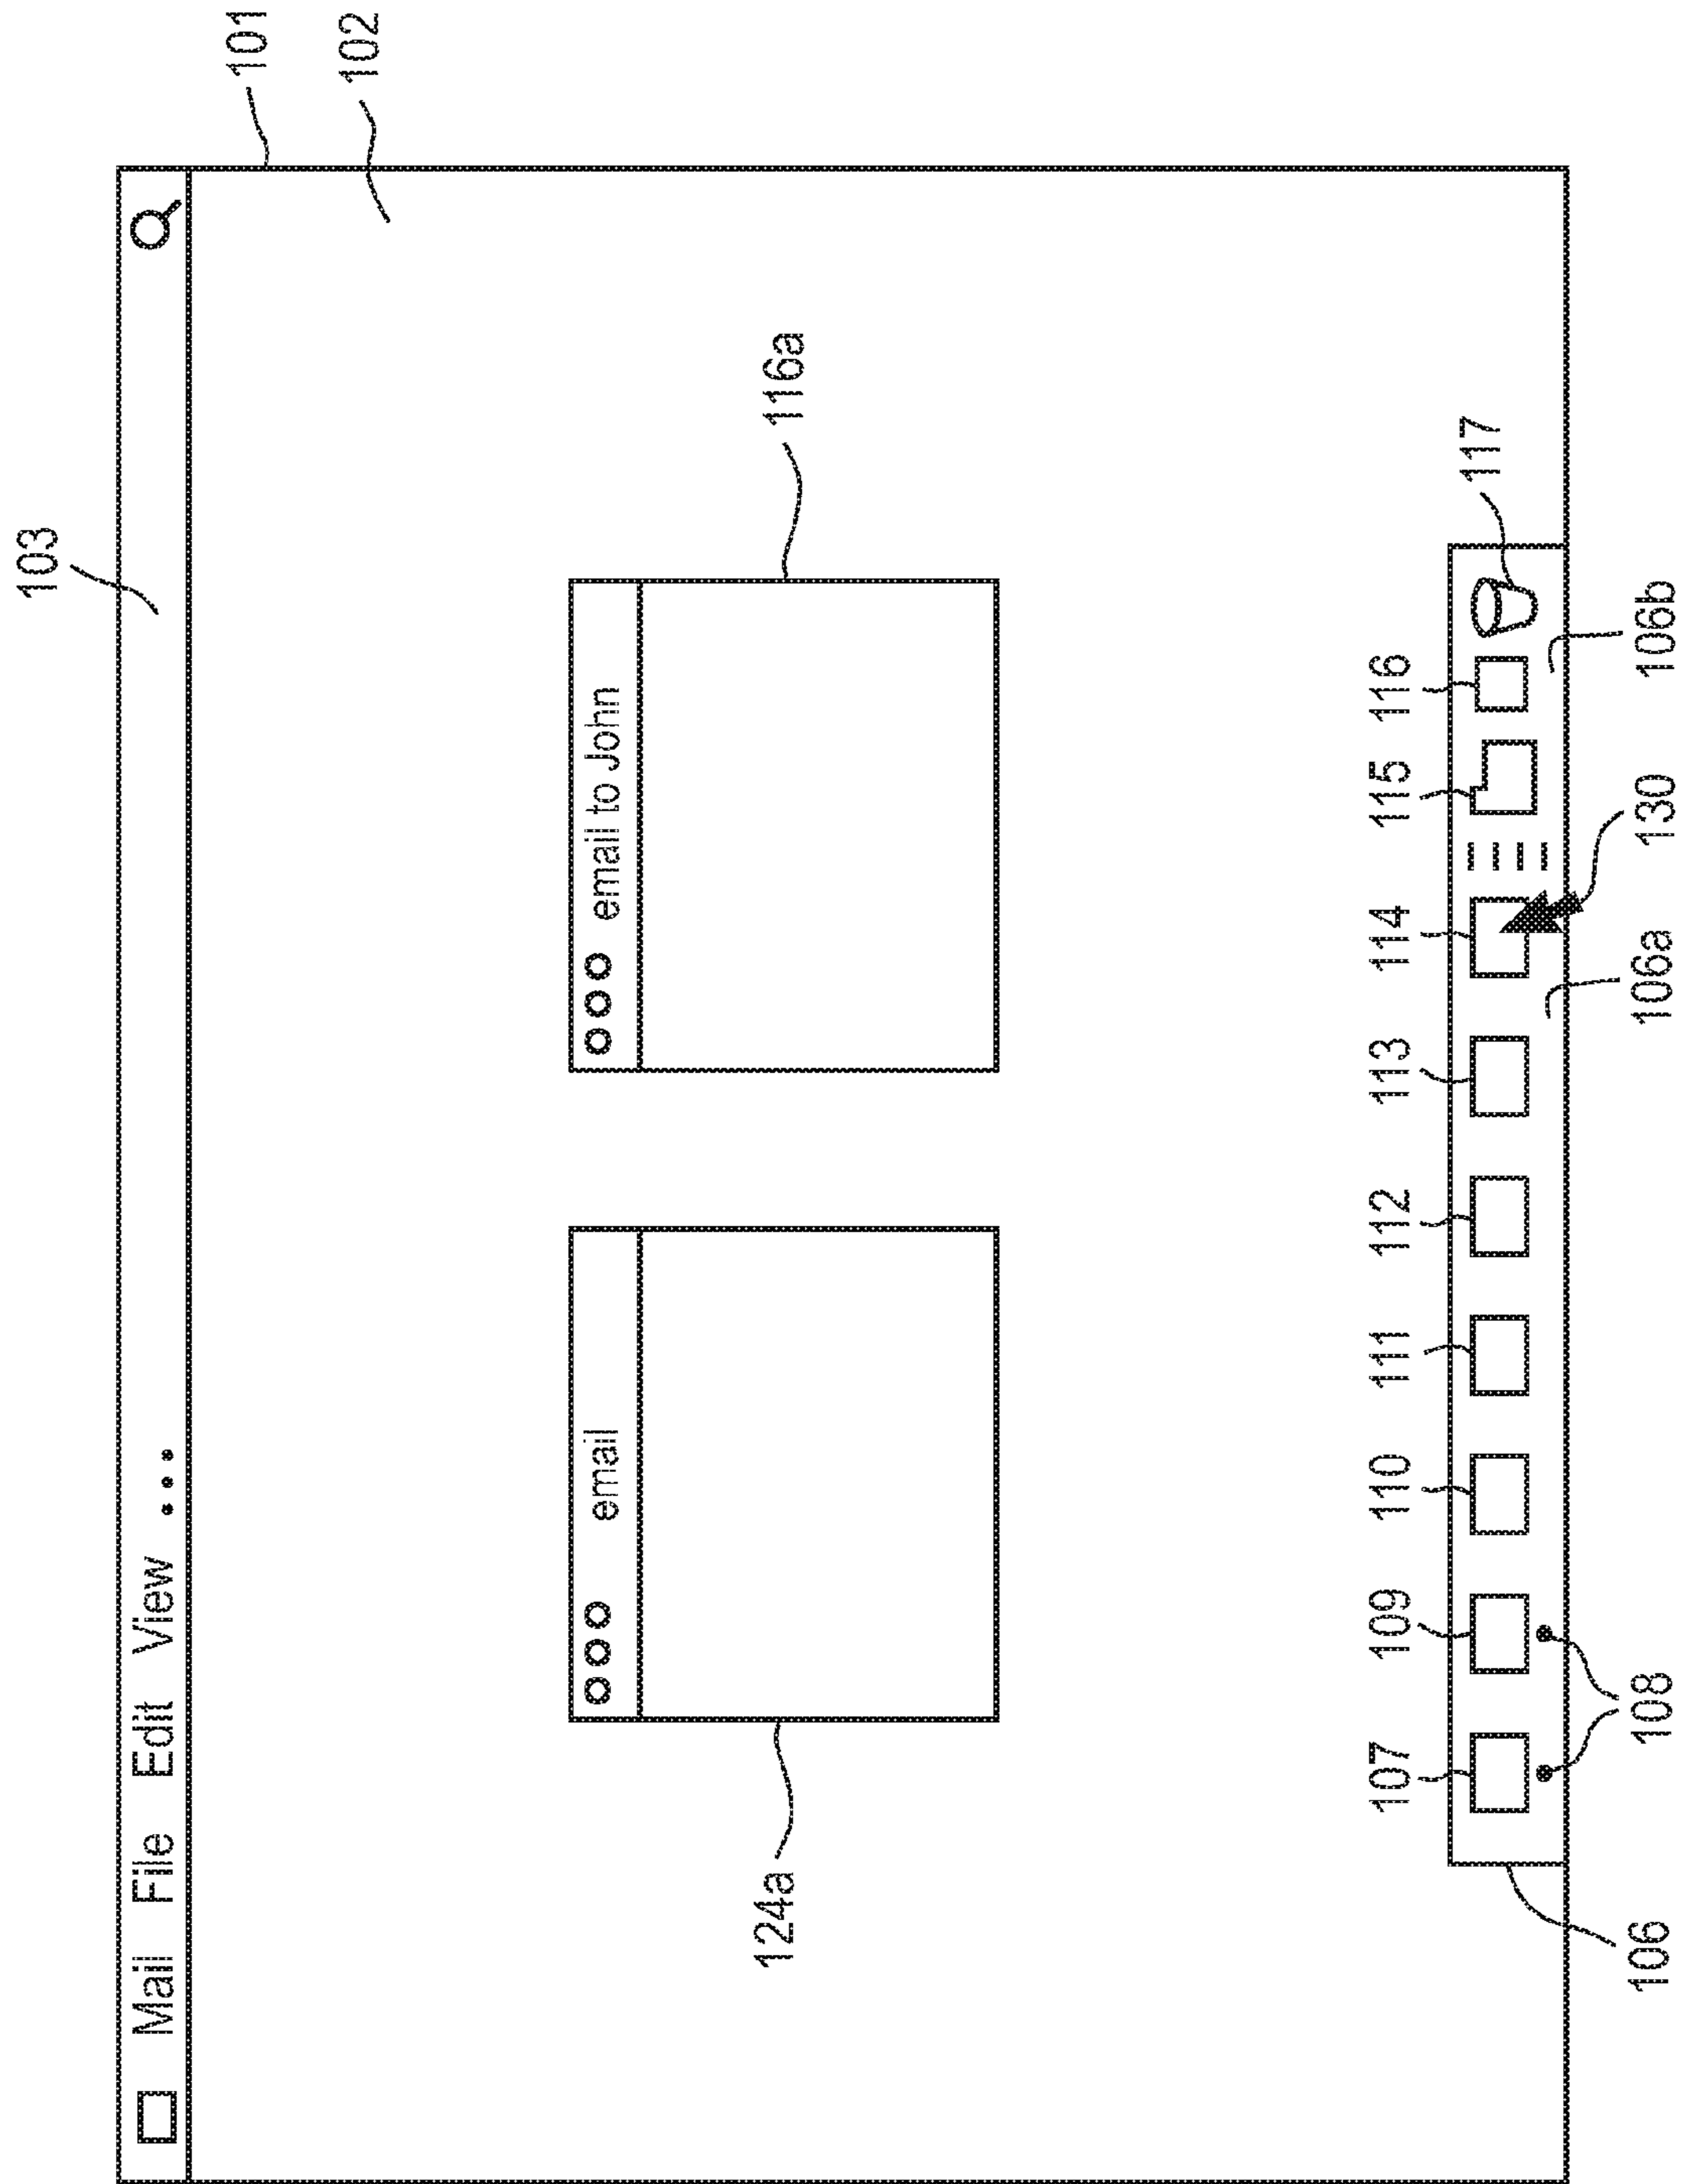 103
Mail File Edit View •••
101
102
email
email to John
124a
116a
107
109
110
111
112
113
114
115
116
117
106
108
106a
130
106b